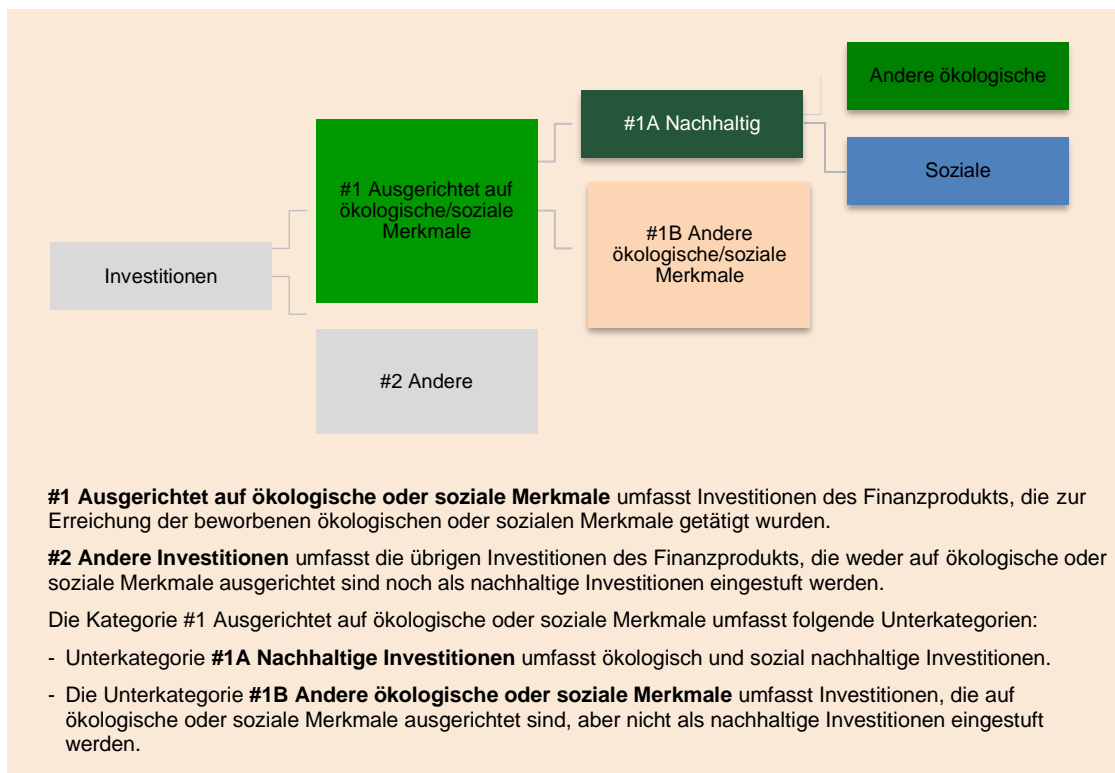 Andere ökologische
#1A Nachhaltig
Soziale
#1 Ausgerichtet auf
ökologische/soziale
Merkmale
#1B Andere
ökologische/soziale
Merkmale
Investitionen
#2 Andere
#1 Ausgerichtet auf ökologische oder soziale Merkmale umfasst Investitionen des Finanzprodukts, die zur
Erreichung der beworbenen ökologischen oder sozialen Merkmale getätigt wurden.
#2 Andere Investitionen umfasst die übrigen Investitionen des Finanzprodukts, die weder auf ökologische oder
soziale Merkmale ausgerichtet sind noch als nachhaltige Investitionen eingestuft werden.
Die Kategorie #1 Ausgerichtet auf ökologische oder soziale Merkmale umfasst folgende Unterkategorien:
- Unterkategorie #1A Nachhaltige Investitionen umfasst ökologisch und sozial nachhaltige Investitionen.
- Die Unterkategorie #1B Andere ökologische oder soziale Merkmale umfasst Investitionen, die auf
ökologische oder soziale Merkmale ausgerichtet sind, aber nicht als nachhaltige Investitionen eingestuft
werden.